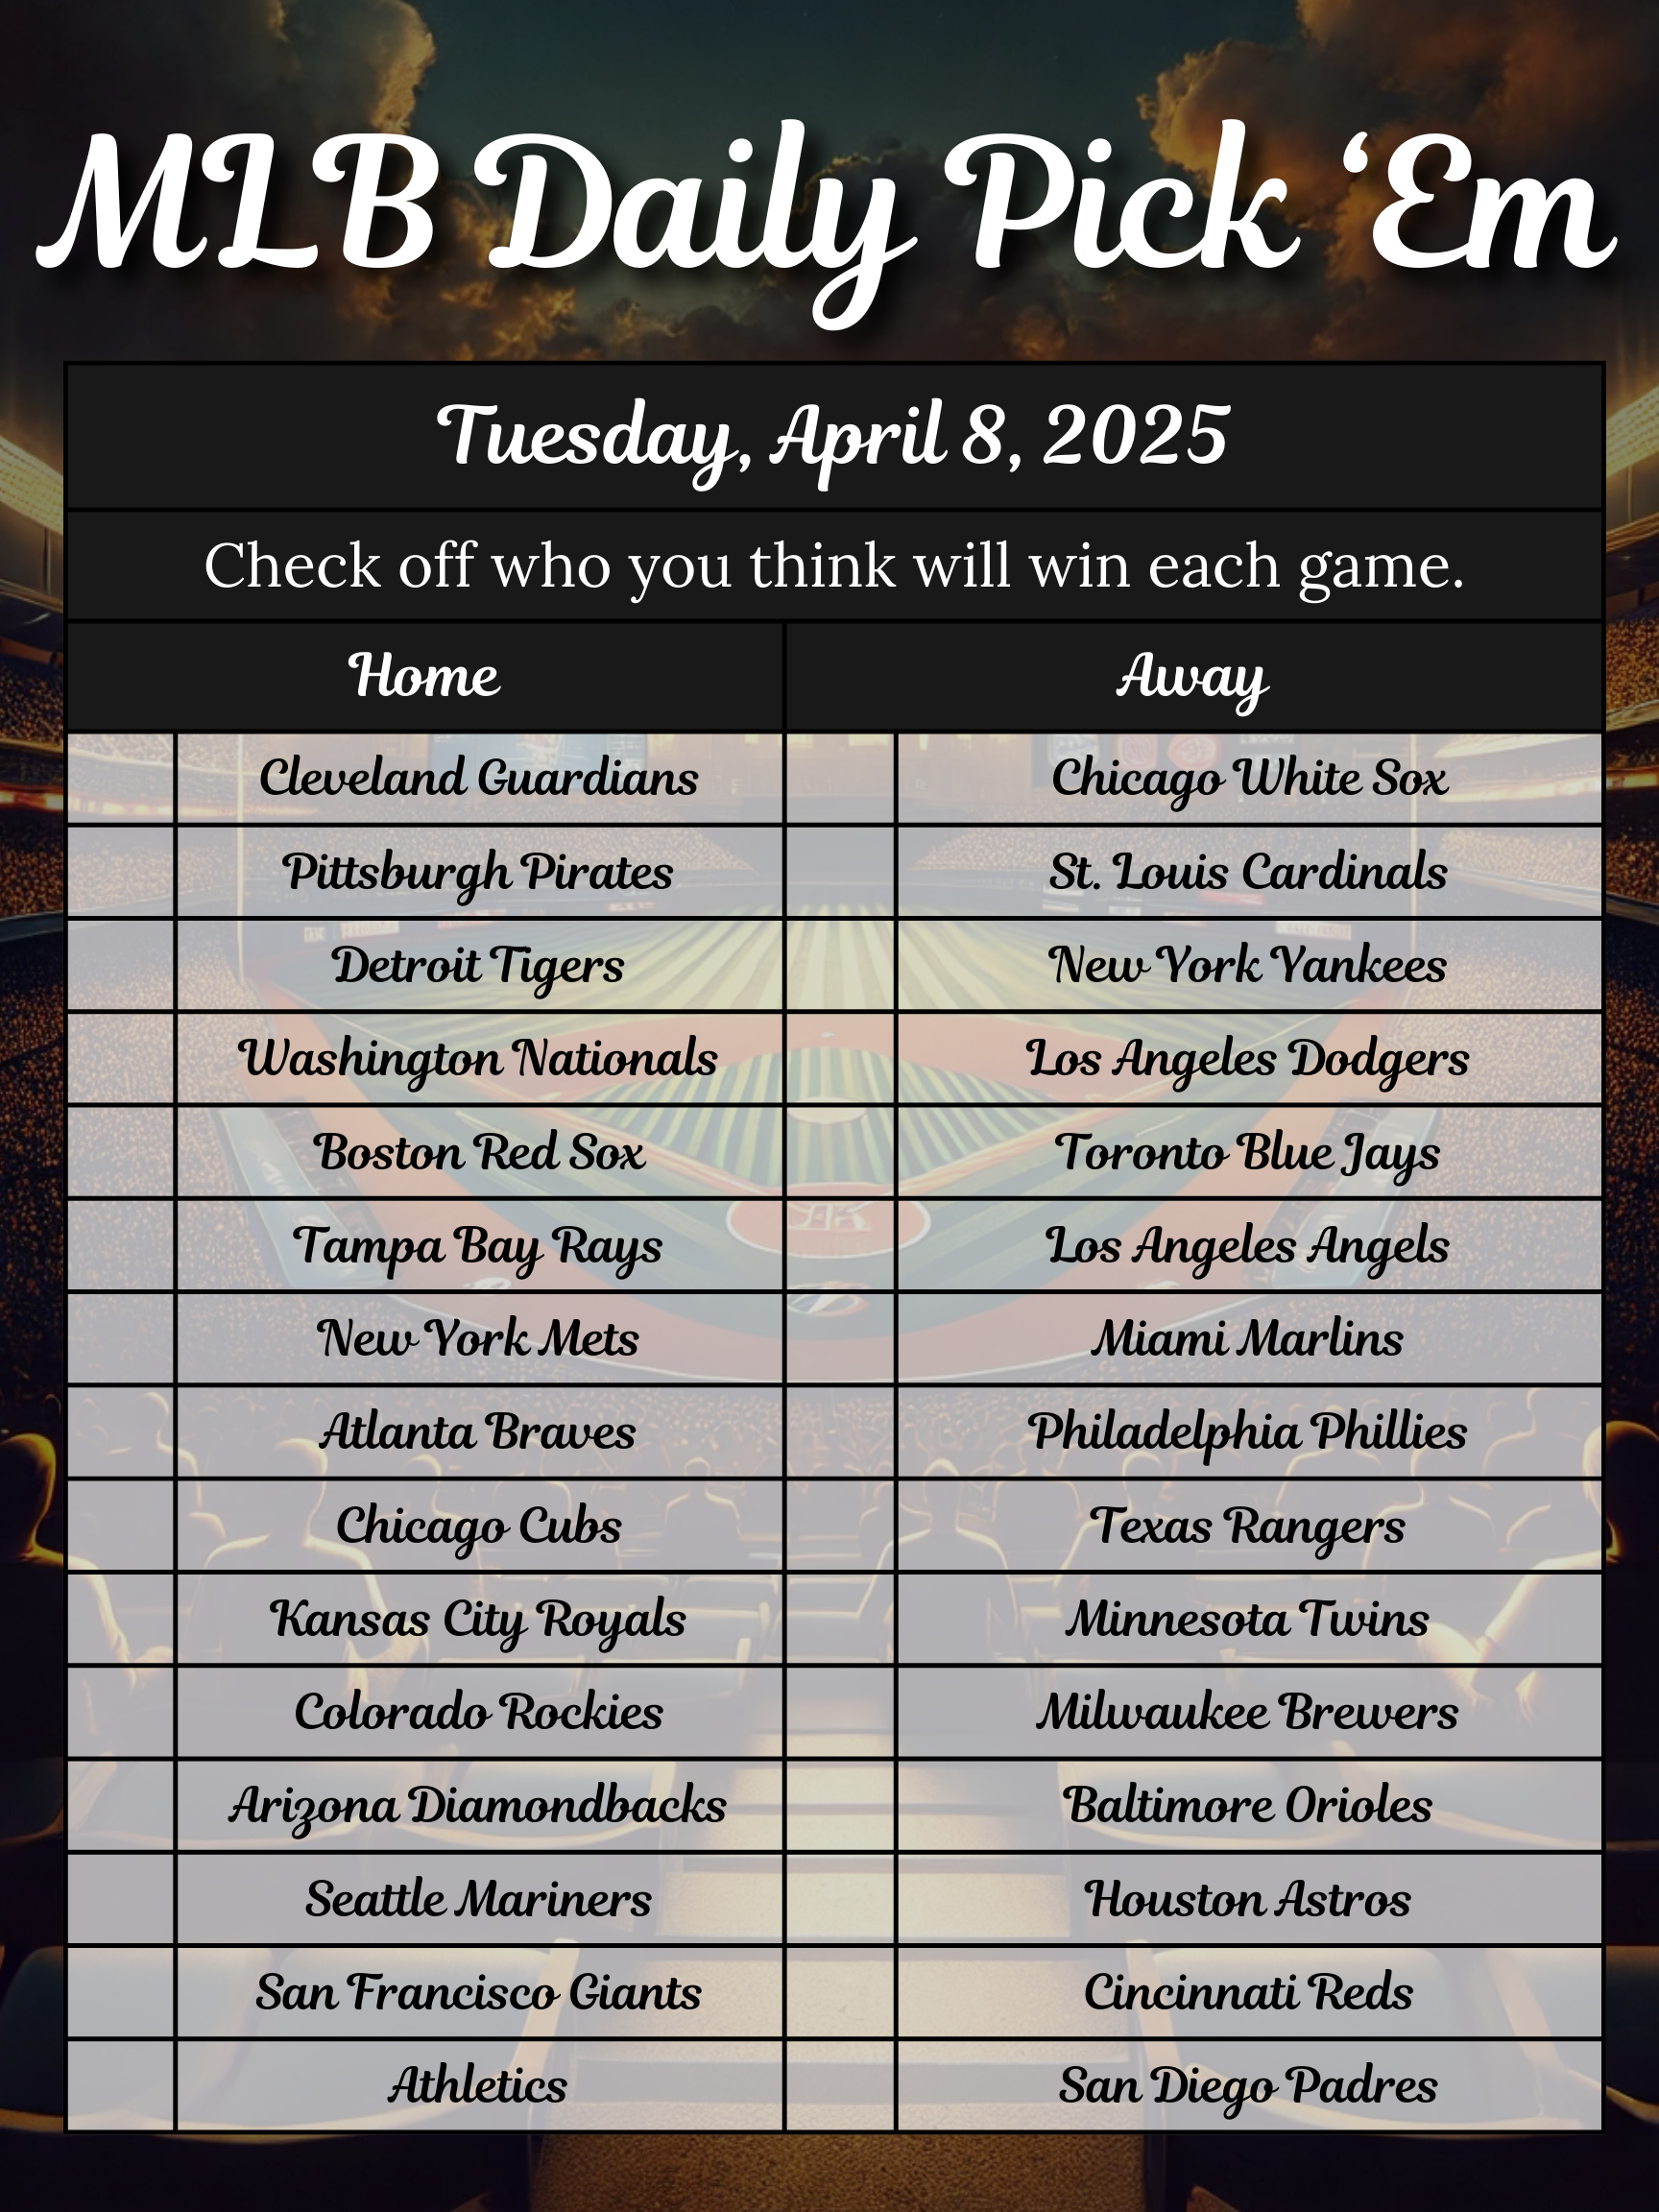 MLB Daily Pick ‘Em
Tuesday, April 8, 2025
Check off who you think will win each game.
Home Away
Cleveland Guardians Chicago White Sox
Pittsburgh Pirates St. Louis Cardinals
Detroit Tigers New York Yankees
Washington Nationals Los Angeles Dodgers
Boston Red Sox Toronto Blue Jays
Tampa Bay Rays Los Angeles Angels
New York Mets Miami Marlins
Atlanta Braves Philadelphia Phillies
Chicago Cubs Texas Rangers
Kansas City Royals Minnesota Twins
Colorado Rockies Milwaukee Brewers
Arizona Diamondbacks Baltimore Orioles
Seattle Mariners Houston Astros
San Francisco Giants Cincinnati Reds
Athletics San Diego Padres